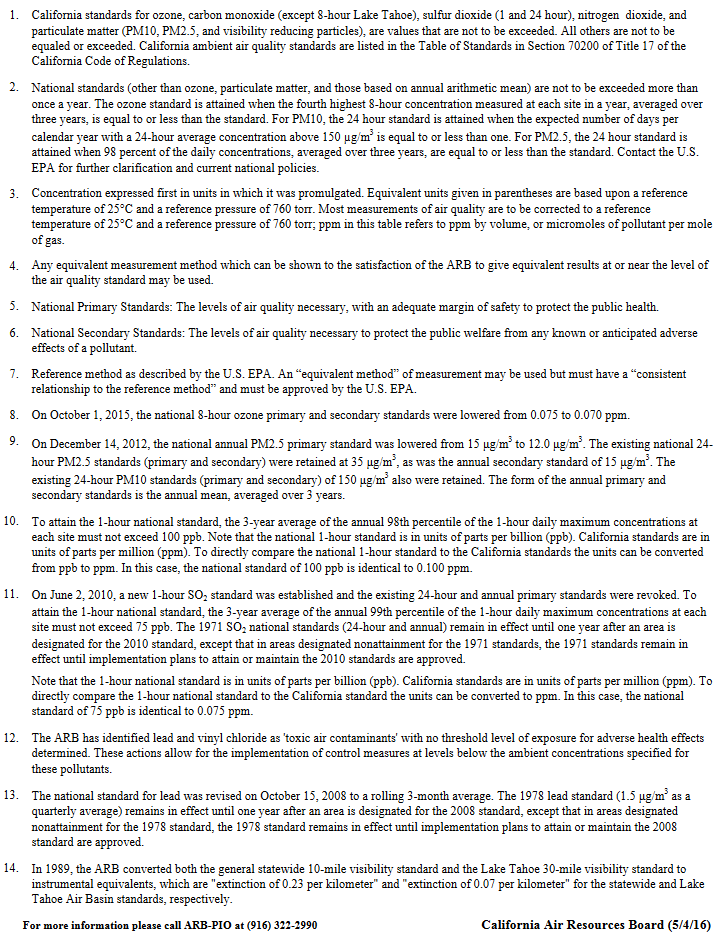 1. California standards for ozone, carbon monoxide (except 8-hour Lake Tahoe), sulfur dioxide (1 and 24 hour), nitrogen dioxide, and
particulate matter (PM10, PM2.5, and visibility reducing particles), are values that are not to be exceeded. All others are not to be
equaled or exceeded. California ambient air quality standards are listed in the Table of Standards in Section 70200 of Title 17 of the
California Code of Regulations.
2. National standards (other than ozone, particulate matter, and those based on annual arithmetic mean) are not to be exceeded more than
once a year. The ozone standard is attained when the fourth highest 8-hour concentration measured at each site in a year, averaged over
three years, is equal to or less than the standard. For PM10, the 24 hour standard is attained when the expected number of days per
calendar year with a 24-hour average concentration above 150 µg/m³ is equal to or less than one. For PM2.5, the 24 hour standard is
attained when 98 percent of the daily concentrations, averaged over three years, are equal to or less than the standard. Contact the U.S.
EPA for further clarification and current national policies.
3. Concentration expressed first in units in which it was promulgated. Equivalent units given in parentheses are based upon a reference
temperature of 25°C and a reference pressure of 760 torr. Most measurements of air quality are to be corrected to a reference
temperature of 25°C and a reference pressure of 760 torr; ppm in this table refers to ppm by volume, or micromoles of pollutant per mole
of gas.
4. Any equivalent measurement method which can be shown to the satisfaction of the ARB to give equivalent results at or near the level of
the air quality standard may be used.
5. National Primary Standards: The levels of air quality necessary, with an adequate margin of safety to protect the public health.
6. National Secondary Standards: The levels of air quality necessary to protect the public welfare from any known or anticipated adverse
effects of a pollutant.
7. Reference method as described by the U.S. EPA. An “equivalent method” of measurement may be used but must have a “consistent
relationship to the reference method” and must be approved by the U.S. EPA.
8. On October 1, 2015, the national 8-hour ozone primary and secondary standards were lowered from 0.075 to 0.070 ppm.
9. On December 14, 2012, the national annual PM2.5 primary standard was lowered from 15 µg/m³ to 12.0 µg/m³. The existing national 24-
hour PM2.5 standards (primary and secondary) were retained at 35 µg/m³, as was the annual secondary standard of 15 µg/m³. The
existing 24-hour PM10 standards (primary and secondary) of 150 µg/m³ also were retained. The form of the annual primary and
secondary standards is the annual mean, averaged over 3 years.
10. To attain the 1-hour national standard, the 3-year average of the annual 98th percentile of the 1-hour daily maximum concentrations at
each site must not exceed 100 ppb. Note that the national 1-hour standard is in units of parts per billion (ppb). California standards are in
units of parts per million (ppm). To directly compare the national 1-hour standard to the California standards the units can be converted
from ppb to ppm. In this case, the national standard of 100 ppb is identical to 0.100 ppm.
11. On June 2, 2010, a new 1-hour SO₂ standard was established and the existing 24-hour and annual primary standards were revoked. To
attain the 1-hour national standard, the 3-year average of the annual 99th percentile of the 1-hour daily maximum concentrations at each
site must not exceed 75 ppb. The 1971 SO₂ national standards (24-hour and annual) remain in effect until one year after an area is
designated for the 2010 standard, except that in areas designated nonattainment for the 1971 standards, the 1971 standards remain in
effect until implementation plans to attain or maintain the 2010 standards are approved.
Note that the 1-hour national standard is in units of parts per billion (ppb). California standards are in units of parts per million (ppm). To
directly compare the 1-hour national standard to the California standard the units can be converted to ppm. In this case, the national
standard of 75 ppb is identical to 0.075 ppm.
12. The ARB has identified lead and vinyl chloride as 'toxic air contaminants' with no threshold level of exposure for adverse health effects
determined. These actions allow for the implementation of control measures at levels below the ambient concentrations specified for
these pollutants.
13. The national standard for lead was revised on October 15, 2008 to a rolling 3-month average. The 1978 lead standard (1.5 µg/m³ as a
quarterly average) remains in effect until one year after an area is designated for the 2008 standard, except that in areas designated
nonattainment for the 1978 standard, the 1978 standard remains in effect until implementation plans to attain or maintain the 2008
standard are approved.
14. In 1989, the ARB converted both the general statewide 10-mile visibility standard and the Lake Tahoe 30-mile visibility standard to
instrumental equivalents, which are "extinction of 0.23 per kilometer" and "extinction of 0.07 per kilometer" for the statewide and Lake
Tahoe Air Basin standards, respectively.
For more information please call ARB-PIO at (916) 322-2990
California Air Resources Board (5/4/16)